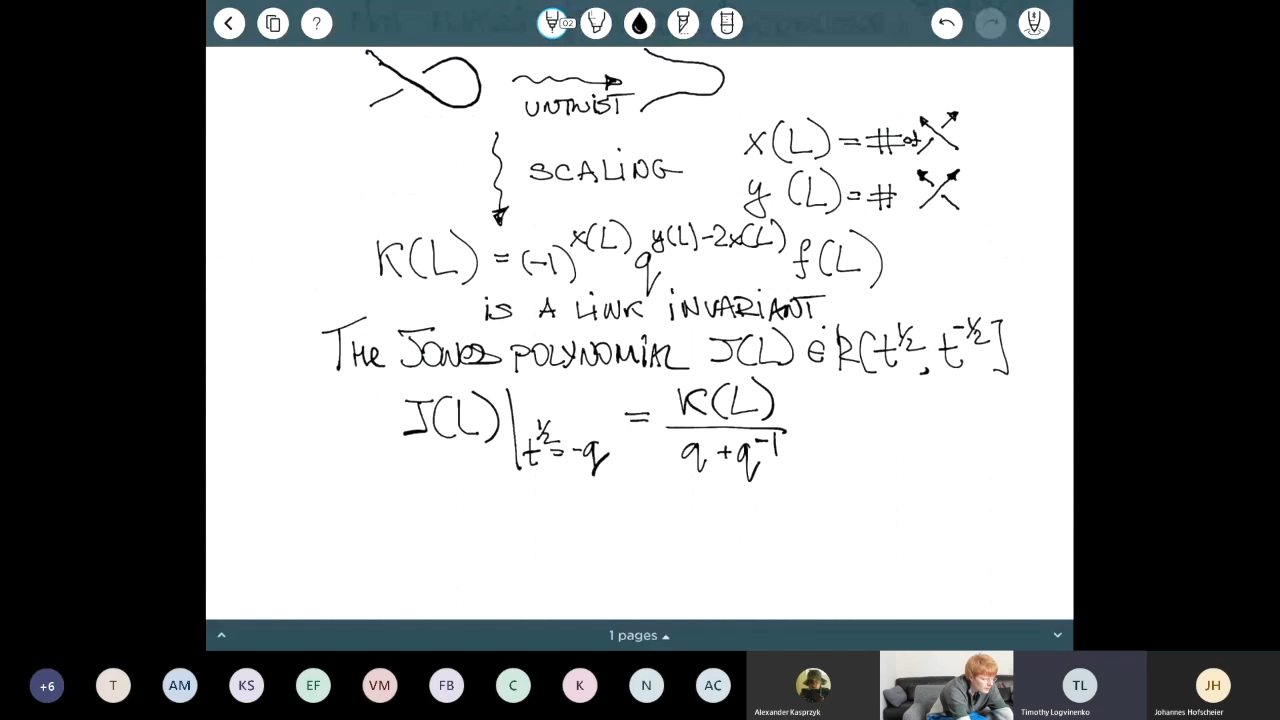 ?
02
UNTWIST
x(L) = # of
SCALING
y(L) = #
K(L) = (-1)^{x(L)} q^{y(L)-2x(L)} f(L)
is A LINK INVARIANT
THE JONES POLYNOMIAL J(L) ∈ R[t^{1/2}, t^{-1/2}]
J(L)|_{t^{1/2} = -q} = K(L) / (q + q^{-1})
1 pages
+6 T AM KS EF VM FB C K N AC TL JH
Alexander Kasprzyk Timothy Logvinenko Johannes Hofscheier